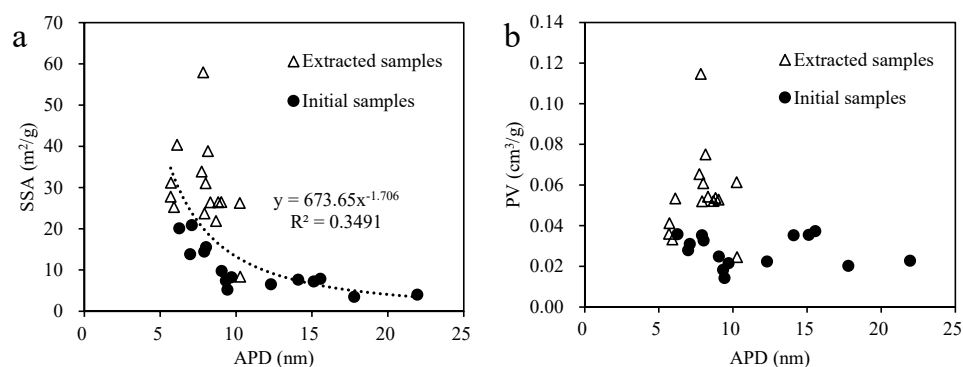 a
70
60
50
40
30
20
10
0
0 5 10 15 20 25
SSA (m²/g)
APD (nm)
Extracted samples
Initial samples
y = 673.65x⁻¹·⁷⁰⁶
R² = 0.3491
b
0.14
0.12
0.10
0.08
0.06
0.04
0.02
0.00
0 5 10 15 20 25
PV (cm³/g)
APD (nm)
Extracted samples
Initial samples